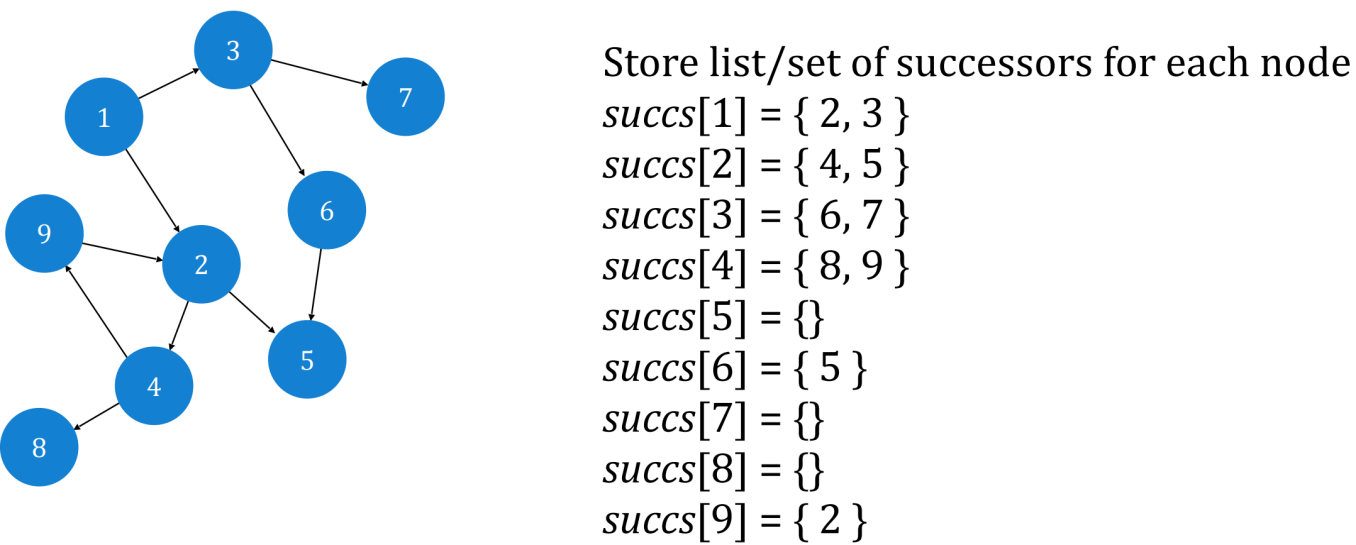 3
7
1
6
9
2
5
4
8
Store list/set of successors for each node
succs[1] = { 2, 3 }
succs[2] = { 4, 5 }
succs[3] = { 6, 7 }
succs[4] = { 8, 9 }
succs[5] = {}
succs[6] = { 5 }
succs[7] = {}
succs[8] = {}
succs[9] = { 2 }